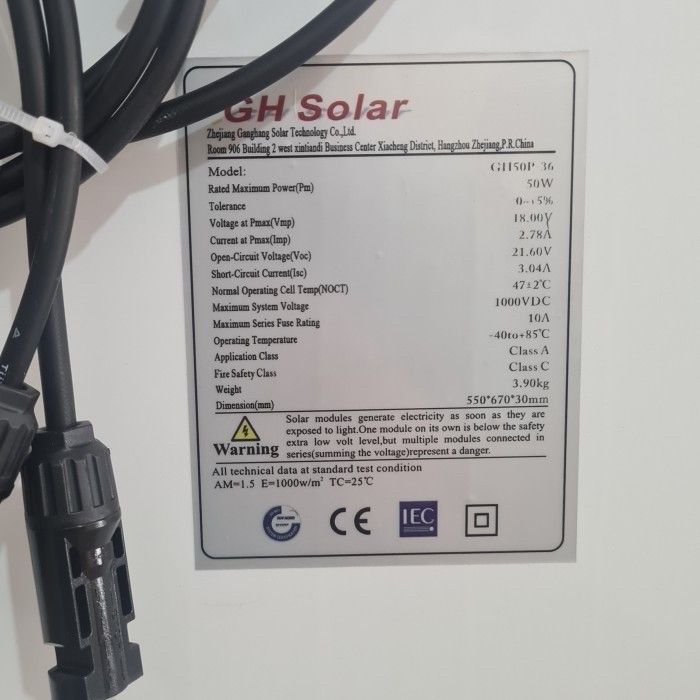 GH Solar
Zhejiang Ganghang Solar Technology Co.,Ltd.
Room 906 Building 2 west xintiandi Business Center Xiacheng District, Hangzhou Zhejiang,P.R.China
Model: GH50P-36
Rated Maximum Power(Pm) 50W
Tolerance 0~+5%
Voltage at Pmax(Vmp) 18.00V
Current at Pmax(Imp) 2.78A
Open-Circuit Voltage(Voc) 21.60V
Short-Circuit Current(Isc) 3.04A
Normal Operating Cell Temp(NOCT) 47±2℃
Maximum System Voltage 1000VDC
Maximum Series Fuse Rating 10A
Operating Temperature -40to+85℃
Application Class Class A
Fire Safety Class Class C
Weight 3.90kg
Dimension(mm) 550*670*30mm
Warning
Solar modules generate electricity as soon as they are
exposed to light.One module on its own is below the safety
extra low volt level,but multiple modules connected in
series(summing the voltage)represent a danger.
All technical data at standard test condition
AM=1.5 E=1000w/m² TC=25℃
CE
IEC